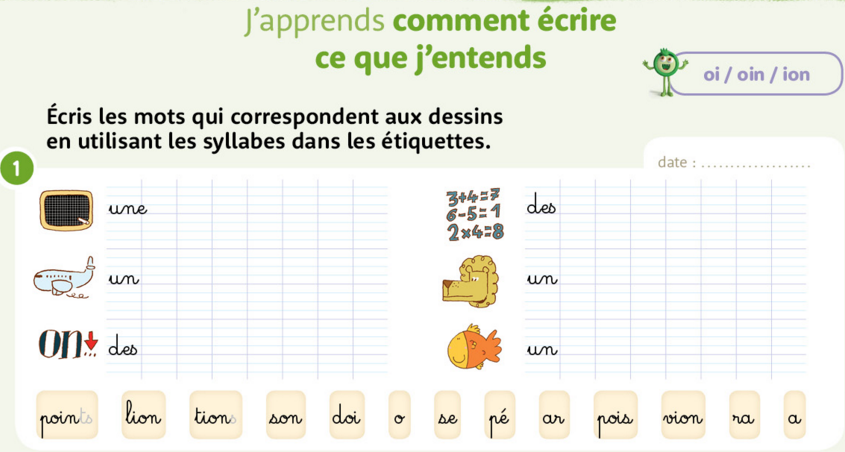 J'apprends comment écrire
ce que j'entends
oi / oin / ion
Écris les mots qui correspondent aux dessins
en utilisant les syllabes dans les étiquettes.
date : ...................
1
une
3+4=7
6-5=1
2×4=8
des
un
un
on...
des
un
points lion tions son doi o se pé ar pois vion ra a